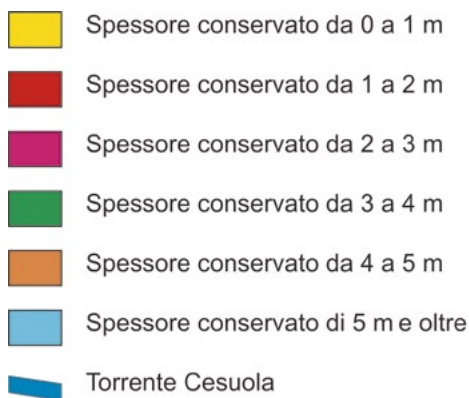 Spessore conservato da 0 a 1 m
Spessore conservato da 1 a 2 m
Spessore conservato da 2 a 3 m
Spessore conservato da 3 a 4 m
Spessore conservato da 4 a 5 m
Spessore conservato di 5 m e oltre
Torrente Cesuola